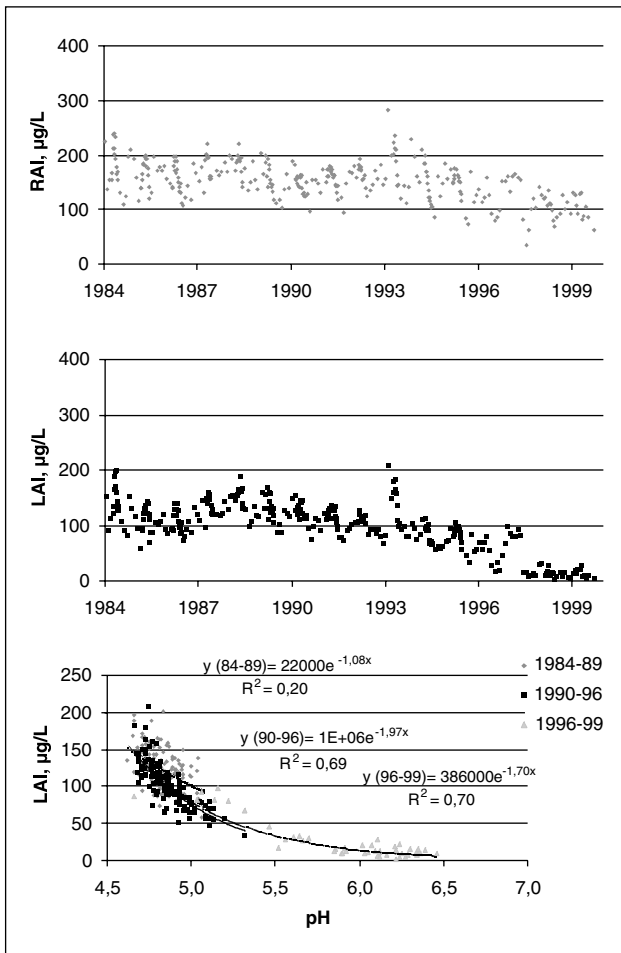 400
300
200
100
0
RAI, µg/L
1984 1987 1990 1993 1996 1999
400
300
200
100
0
LAI, µg/L
1984 1987 1990 1993 1996 1999
250
200
150
100
50
0
LAI, µg/L
y (84-89)= 22000e-1,08x
R2 = 0,20
y (90-96)= 1E+06e-1,97x
R2 = 0,69
y (96-99)= 386000e-1,70x
R2 = 0,70
1984-89
1990-96
1996-99
4,5 5,0 5,5 6,0 6,5 7,0
pH